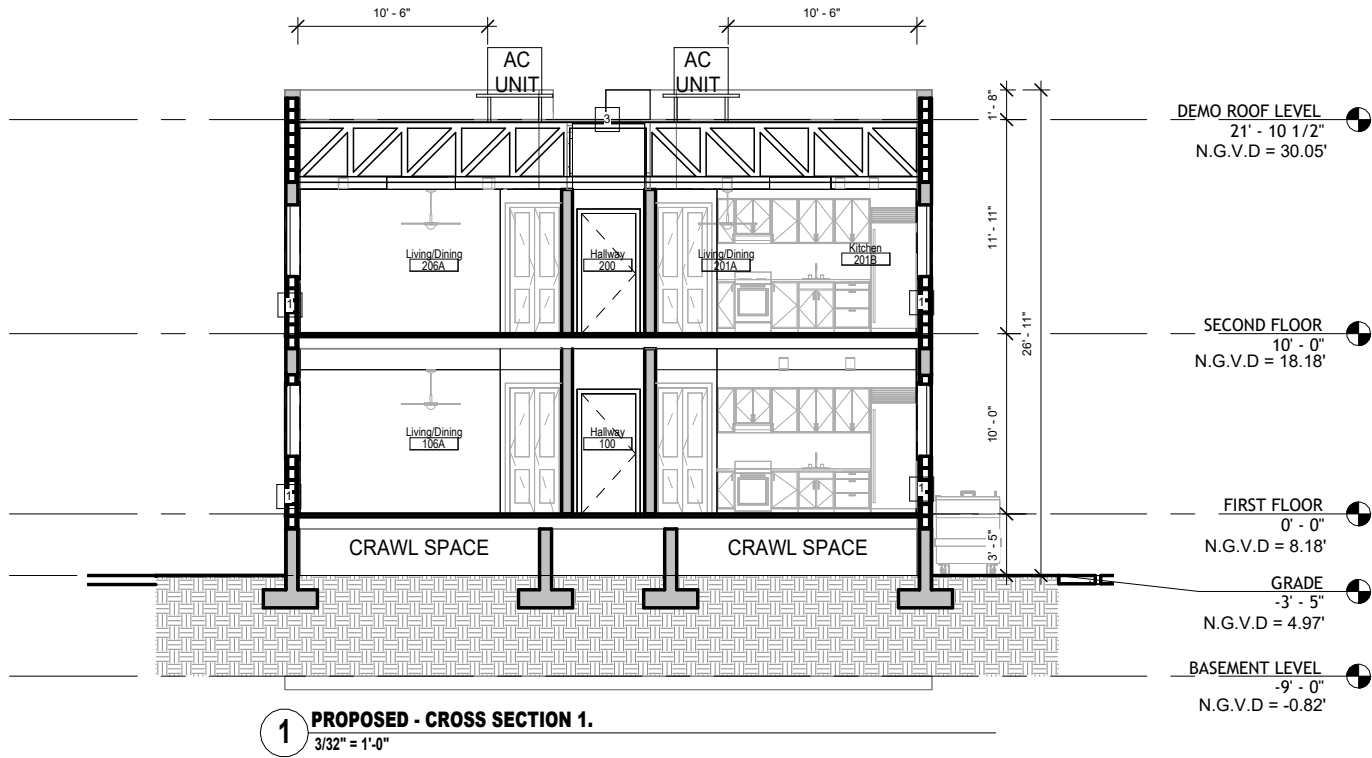 10' - 6"
10' - 6"
AC
UNIT
AC
UNIT
1' - 8"
3
DEMO ROOF LEVEL
21' - 10 1/2"
N.G.V.D = 30.05'
11' - 11"
Living/Dining
206A
Hallway
200
Living/Dining
201A
Kitchen
201B
1
1
26' - 11"
SECOND FLOOR
10' - 0"
N.G.V.D = 18.18'
10' - 0"
Living/Dining
106A
Hallway
100
1
1
FIRST FLOOR
0' - 0"
N.G.V.D = 8.18'
CRAWL SPACE
CRAWL SPACE
3' - 5"
GRADE
-3' - 5"
N.G.V.D = 4.97'
BASEMENT LEVEL
-9' - 0"
N.G.V.D = -0.82'
1
PROPOSED - CROSS SECTION 1.
3/32" = 1'-0"